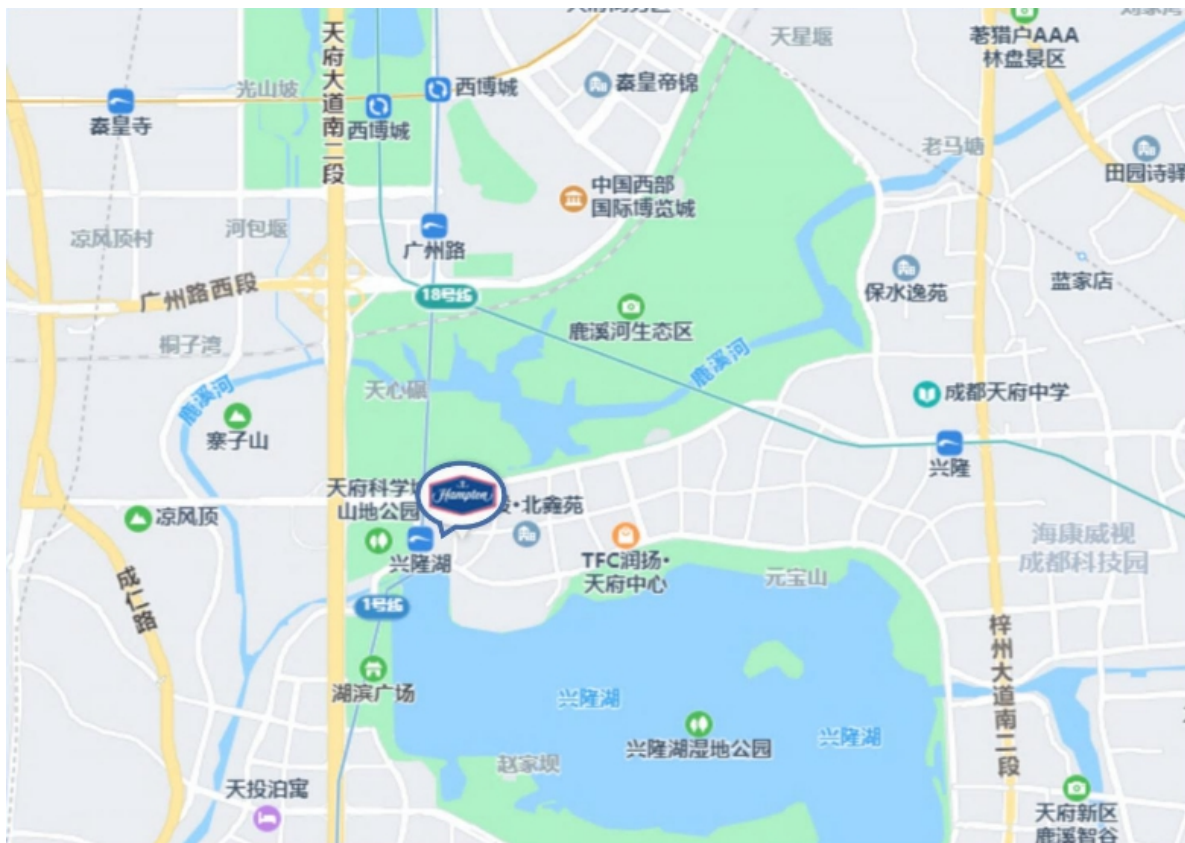 荖猎户AAA
林盘景区
天星堰
天府大道南二段
光山坡
西博城
秦皇帝锦
秦皇寺
西博城
老马塘
田园诗驿
中国西部
国际博览城
凉风顶村
河包堰
广州路
保水逸苑
蓝家店
广州路西段
18号线
鹿溪河生态区
桐子湾
鹿溪河
天心碾
鹿溪河
成都天府中学
寨子山
兴隆
天府科学城
山地公园
Hampton
·北鑫苑
凉风顶
兴隆湖
TFC润扬·
天府中心
元宝山
海康威视
成都科技园
成仁路
1号线
梓州大道南二段
湖滨广场
兴隆湖
兴隆湖湿地公园
兴隆湖
赵家坝
天投泊寓
天府新区
鹿溪智谷